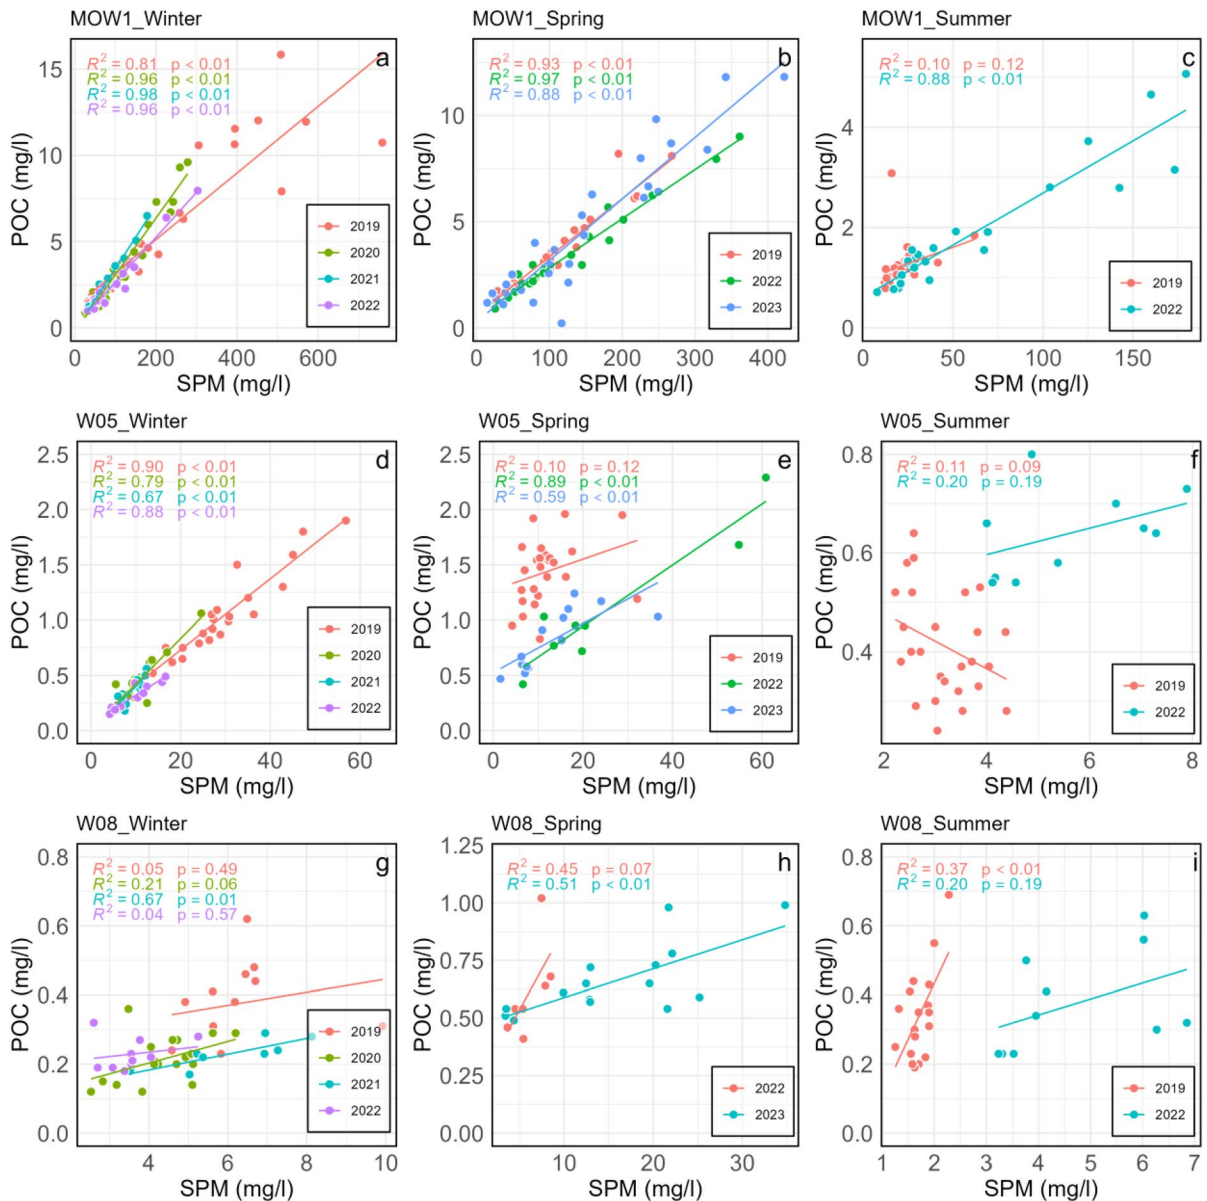 MOW1_Winter
a
R² = 0.81 p < 0.01
R² = 0.96 p < 0.01
R² = 0.98 p < 0.01
R² = 0.96 p < 0.01
POC (mg/l)
15
10
5
0
2019
2020
2021
2022
0 200 400 600
SPM (mg/l)
MOW1_Spring
b
R² = 0.93 p < 0.01
R² = 0.97 p < 0.01
R² = 0.88 p < 0.01
POC (mg/l)
10
5
0
2019
2022
2023
0 100 200 300 400
SPM (mg/l)
MOW1_Summer
c
R² = 0.10 p = 0.12
R² = 0.88 p < 0.01
POC (mg/l)
4
2
0
2019
2022
0 50 100 150
SPM (mg/l)
W05_Winter
d
R² = 0.90 p < 0.01
R² = 0.79 p < 0.01
R² = 0.67 p < 0.01
R² = 0.88 p < 0.01
POC (mg/l)
2.5
2.0
1.5
1.0
0.5
0.0
2019
2020
2021
2022
0 20 40 60
SPM (mg/l)
W05_Spring
e
R² = 0.10 p = 0.12
R² = 0.89 p < 0.01
R² = 0.59 p < 0.01
POC (mg/l)
2.5
2.0
1.5
1.0
0.5
0.0
2019
2022
2023
0 20 40 60
SPM (mg/l)
W05_Summer
f
R² = 0.11 p = 0.09
R² = 0.20 p = 0.19
POC (mg/l)
0.8
0.6
0.4
2019
2022
2 4 6 8
SPM (mg/l)
W08_Winter
g
R² = 0.05 p = 0.49
R² = 0.21 p = 0.06
R² = 0.67 p = 0.01
R² = 0.04 p = 0.57
POC (mg/l)
0.8
0.6
0.4
0.2
0.0
2019
2020
2021
2022
4 6 8 10
SPM (mg/l)
W08_Spring
h
R² = 0.45 p = 0.07
R² = 0.51 p < 0.01
POC (mg/l)
1.25
1.00
0.75
0.50
0.25
0.00
2022
2023
10 20 30
SPM (mg/l)
W08_Summer
i
R² = 0.37 p < 0.01
R² = 0.20 p = 0.19
POC (mg/l)
0.8
0.6
0.4
0.2
0.0
2019
2022
1 2 3 4 5 6 7
SPM (mg/l)